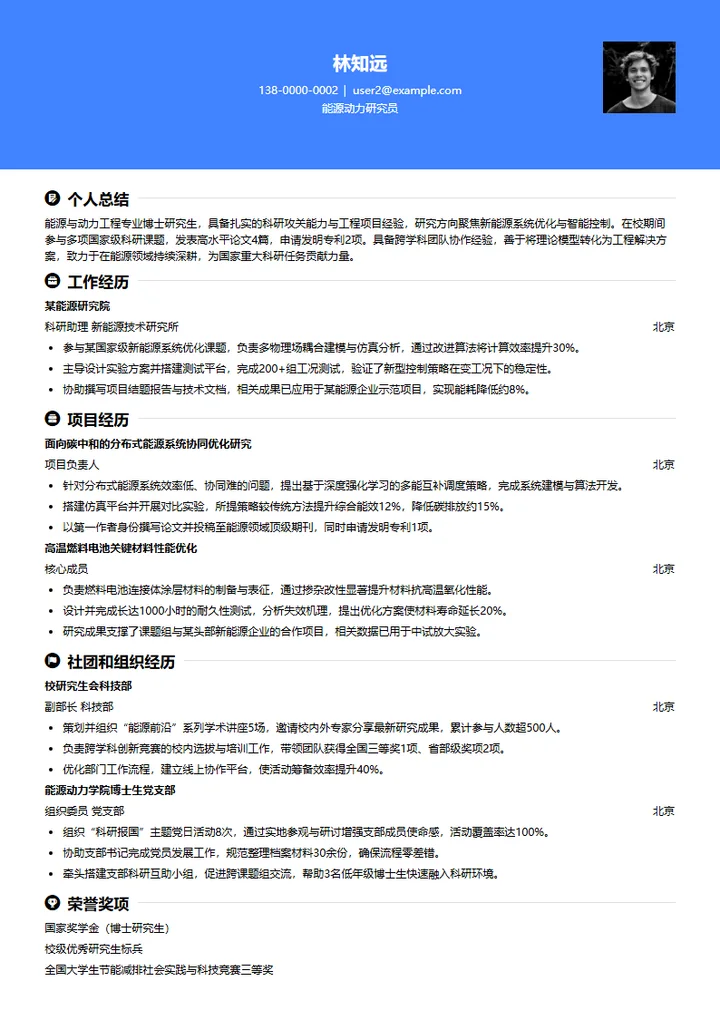 林知远
138-0000-0002 | user2@example.com
能源动力研究员
个人总结
能源与动力工程专业博士研究生，具备扎实的科研攻关能力与工程项目经验，研究方向聚焦新能源系统优化与智能控制。在校期间
参与多项国家级科研课题，发表高水平论文4篇，申请发明专利2项。具备跨学科团队协作经验，善于将理论模型转化为工程解决方
案，致力于在能源领域持续深耕，为国家重大科研任务贡献力量。
工作经历
某能源研究院
科研助理 新能源技术研究所 北京
• 参与某国家级新能源系统优化课题，负责多物理场耦合建模与仿真分析，通过改进算法将计算效率提升30%。
• 主导设计实验方案并搭建测试平台，完成200+组工况测试，验证了新型控制策略在变工况下的稳定性。
• 协助撰写项目结题报告与技术文档，相关成果已应用于某能源企业示范项目，实现能耗降低约8%。
项目经历
面向碳中和的分布式能源系统协同优化研究
项目负责人 北京
• 针对分布式能源系统效率低、协同难的问题，提出基于深度强化学习的多能互补调度策略，完成系统建模与算法开发。
• 搭建仿真平台并开展对比实验，所提策略较传统方法提升综合能效12%，降低碳排放约15%。
• 以第一作者身份撰写论文并投稿至能源领域顶级期刊，同时申请发明专利1项。
高温燃料电池关键材料性能优化
核心成员 北京
• 负责燃料电池连接体涂层材料的制备与表征，通过掺杂改性显著提升材料抗高温氧化性能。
• 设计并完成长达1000小时的耐久性测试，分析失效机理，提出优化方案使材料寿命延长20%。
• 研究成果支撑了课题组与某头部新能源企业的合作项目，相关数据已用于中试放大实验。
社团和组织经历
校研究生会科技部
副部长 科技部 北京
• 策划并组织“能源前沿”系列学术讲座5场，邀请校内外专家分享最新研究成果，累计参与人数超500人。
• 负责跨学科创新竞赛的校内选拔与培训工作，带领团队获得全国三等奖1项、省部级奖项2项。
• 优化部门工作流程，建立线上协作平台，使活动筹备效率提升40%。
能源动力学院博士生党支部
组织委员 党支部 北京
• 组织“科研报国”主题党日活动8次，通过实地参观与研讨增强支部成员使命感，活动覆盖率达100%。
• 协助支部书记完成党员发展工作，规范整理档案材料30余份，确保流程零差错。
• 牵头搭建支部科研互助小组，促进跨课题组交流，帮助3名低年级博士生快速融入科研环境。
荣誉奖项
国家奖学金（博士研究生）
校级优秀研究生标兵
全国大学生节能减排社会实践与科技竞赛三等奖